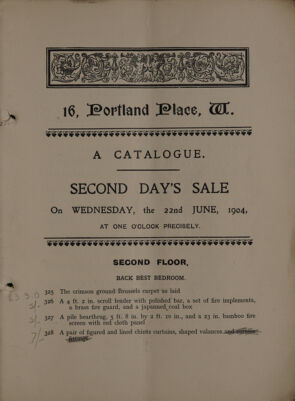 16, Portland Place, W.
A CATALOGUE.
SECOND DAY'S SALE
On WEDNESDAY, the 22nd JUNE, 1904,
AT ONE O'CLOCK PRECISELY.
SECOND FLOOR,
BACK BEST BEDROOM.
325 The crimson ground Brussels carpet as laid
326 A 4 ft. 2 in. scroll fender with polished bar, a set of fire implements,
a brass fire guard, and a japanned coal box
327 A pile hearthrug, 5 ft. 8 in. by 2 ft. 10 in., and a 23 in. bamboo fire
screen with red cloth panel
328 A pair of figured and lined chintz curtains, shaped valances and